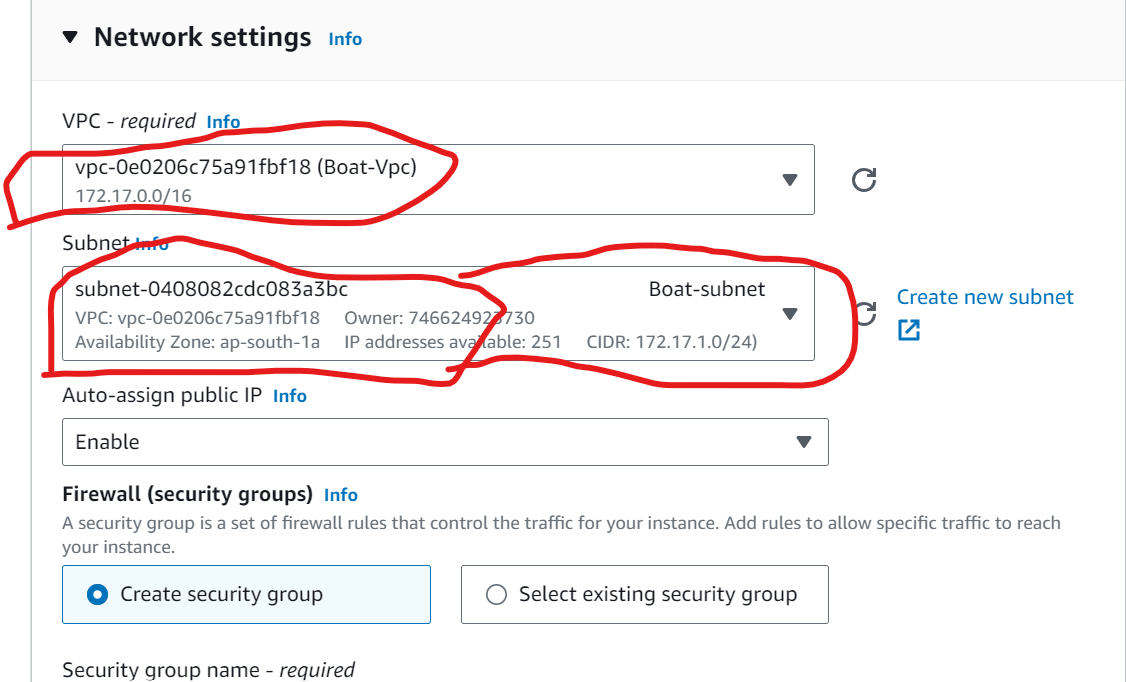 Network settings Info
VPC - required Info
vpc-0e0206c75a91fbf18 (Boat-Vpc)
172.17.0.0/16
Subnet Info
subnet-0408082cdc083a3bc Boat-subnet
VPC: vpc-0e0206c75a91fbf18 Owner: 746624923730
Availability Zone: ap-south-1a IP addresses available: 251 CIDR: 172.17.1.0/24)
Create new subnet
Auto-assign public IP Info
Enable
Firewall (security groups) Info
A security group is a set of firewall rules that control the traffic for your instance. Add rules to allow specific traffic to reach
your instance.
Create security group Select existing security group
Security group name - required